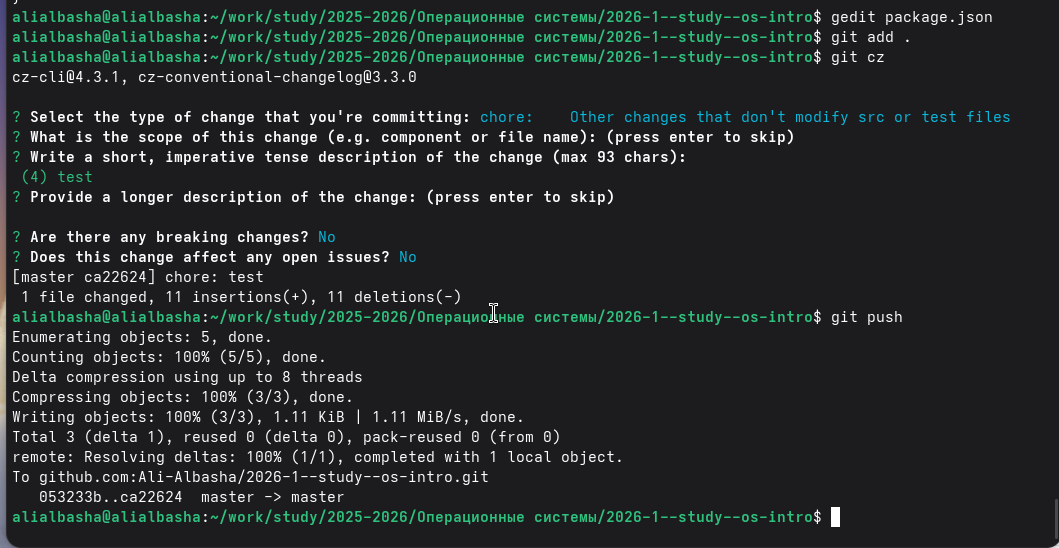 alialbasha@alialbasha:~/work/study/2025-2026/Операционные системы/2026-1--study--os-intro$ gedit package.json
alialbasha@alialbasha:~/work/study/2025-2026/Операционные системы/2026-1--study--os-intro$ git add .
alialbasha@alialbasha:~/work/study/2025-2026/Операционные системы/2026-1--study--os-intro$ git cz
cz-cli@4.3.1, cz-conventional-changelog@3.3.0
? Select the type of change that you're committing: chore:    Other changes that don't modify src or test files
? What is the scope of this change (e.g. component or file name): (press enter to skip)
? Write a short, imperative tense description of the change (max 93 chars):
 (4) test
? Provide a longer description of the change: (press enter to skip)
? Are there any breaking changes? No
? Does this change affect any open issues? No
[master ca22624] chore: test
 1 file changed, 11 insertions(+), 11 deletions(-)
alialbasha@alialbasha:~/work/study/2025-2026/Операционные системы/2026-1--study--os-intro$ git push
Enumerating objects: 5, done.
Counting objects: 100% (5/5), done.
Delta compression using up to 8 threads
Compressing objects: 100% (3/3), done.
Writing objects: 100% (3/3), 1.11 KiB | 1.11 MiB/s, done.
Total 3 (delta 1), reused 0 (delta 0), pack-reused 0 (from 0)
remote: Resolving deltas: 100% (1/1), completed with 1 local object.
To github.com:Ali-Albasha/2026-1--study--os-intro.git
   053233b..ca22624  master -> master
alialbasha@alialbasha:~/work/study/2025-2026/Операционные системы/2026-1--study--os-intro$